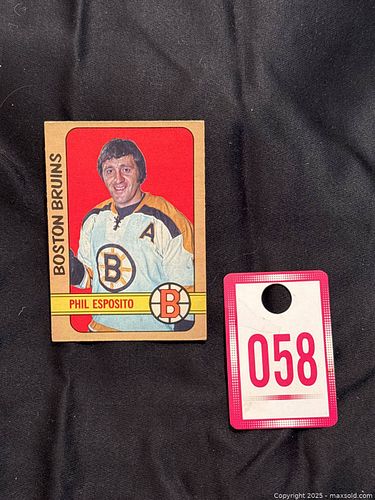 BOSTON BRUINS
A
B
PHIL ESPOSITO
B
058
Copyright 2025 - maxsold.com